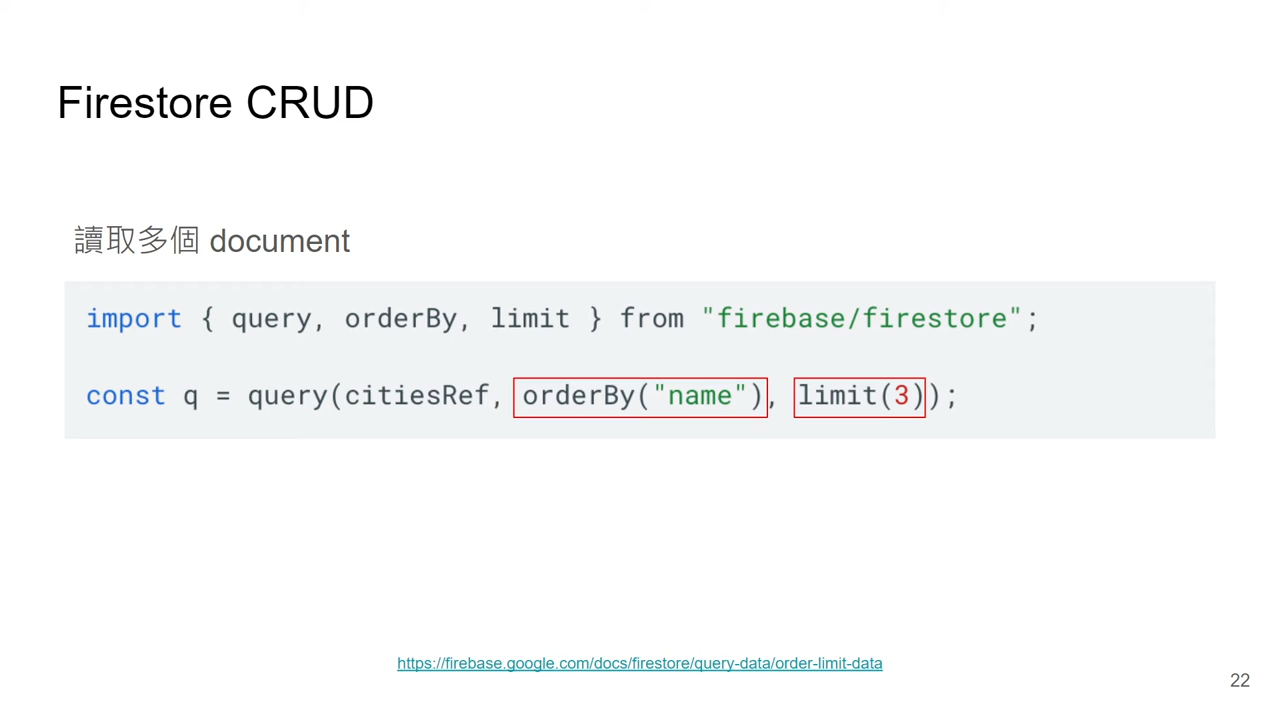 Firestore CRUD
讀取多個 document
import { query, orderBy, limit } from "firebase/firestore";
const q = query(citiesRef, orderBy("name"), limit(3));
https://firebase.google.com/docs/firestore/query-data/order-limit-data
22